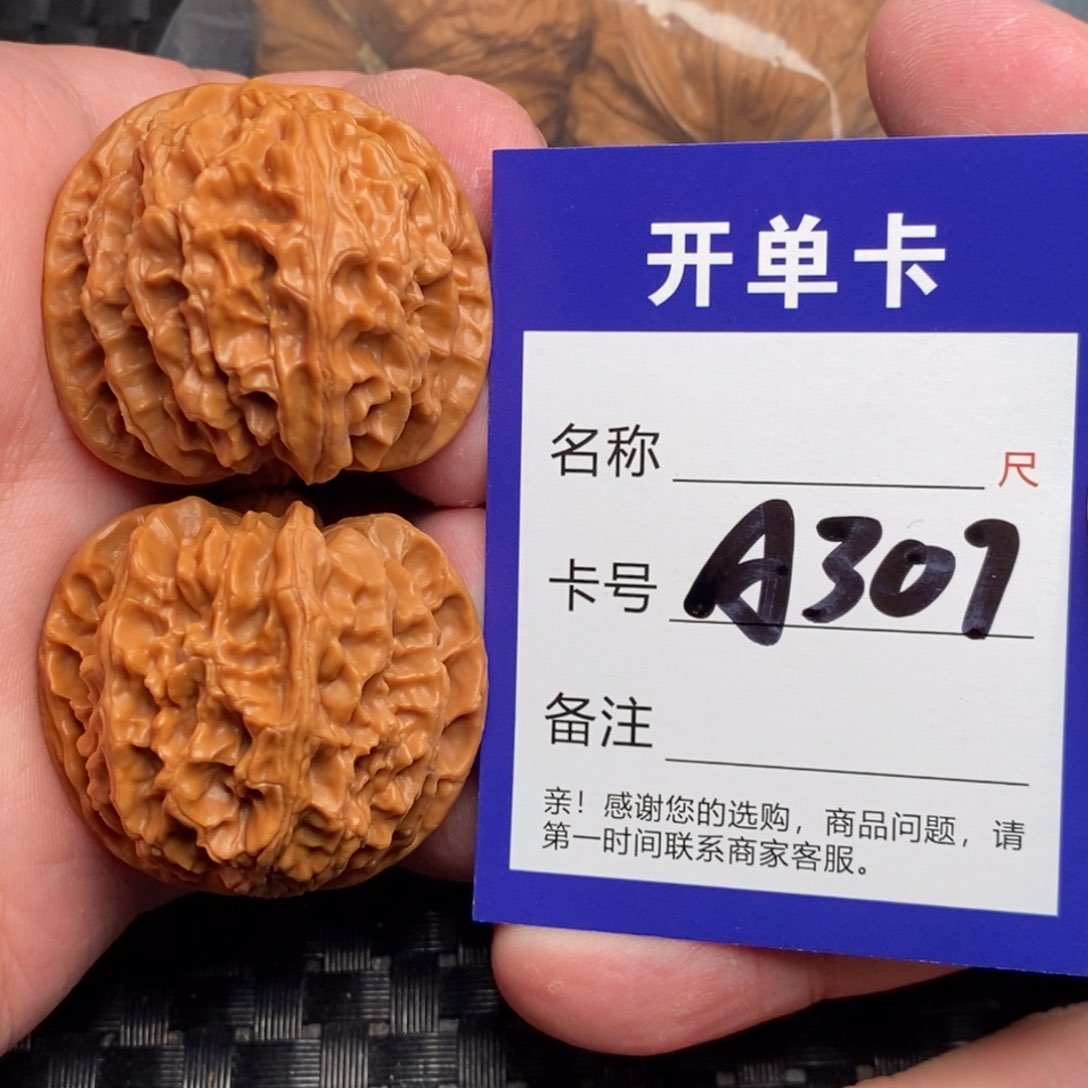 开单卡
名称 尺
卡号 A307
备注
亲！感谢您的选购，商品问题，请
第一时间联系商家客服。